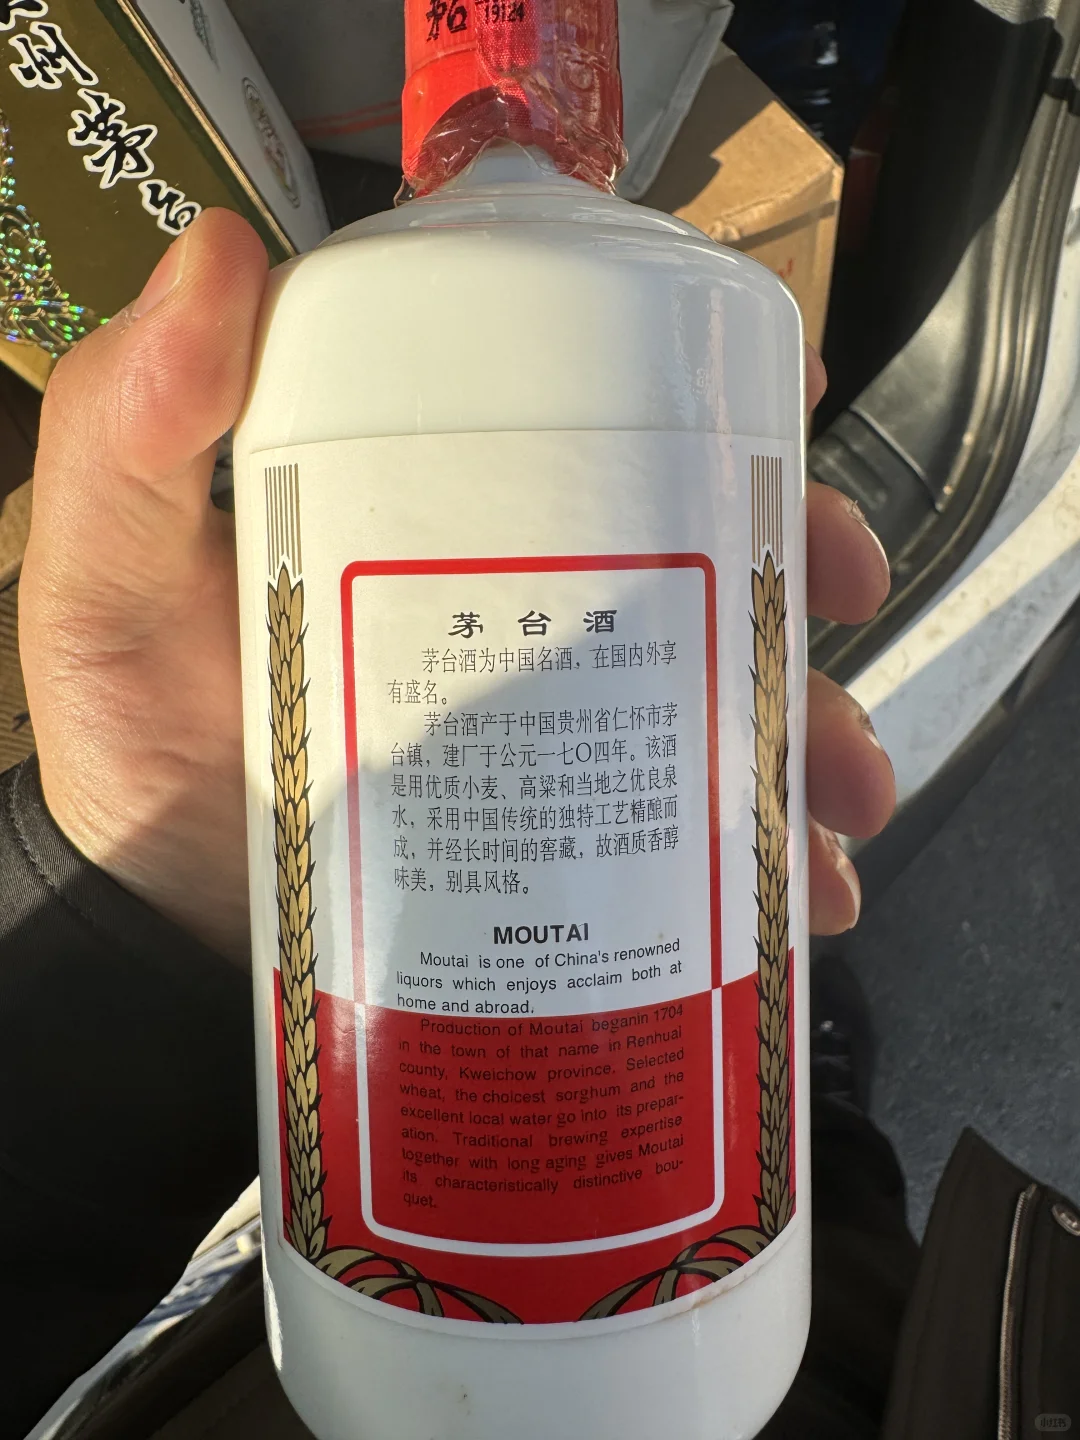 州茅台
19124
茅台酒
茅台酒为中国名酒，在国内外享
有盛名。
茅台酒产于中国贵州省仁怀市茅
台镇，建厂于公元一七〇四年。该酒
是用优质小麦、高粱和当地之优良泉
水，采用中国传统的独特工艺精酿而
成，并经长时间的窖藏，故酒质香醇
味美，别具风格。
MOUTAI
Moutai is one of China's renowned
liquors which enjoys acclaim both at
home and abroad.
Production of Moutai beganin 1704
in the town of that name in Renhuai
county, Kweichow province. Selected
wheat, the choicest sorghum and the
excellent local water go into its prepar-
ation. Traditional brewing expertise
together with long aging gives Moutai
its characteristically distinctive bou-
quet.
小红书